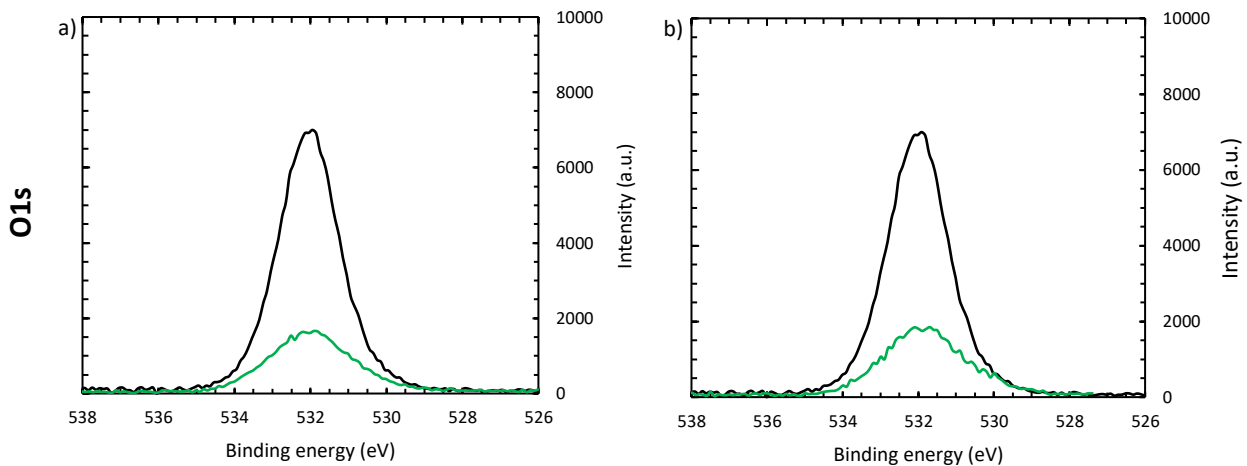 O1s
a)
10000
8000
6000
4000
2000
0
Intensity (a.u.)
538 536 534 532 530 528 526
Binding energy (eV)
b)
10000
8000
6000
4000
2000
0
Intensity (a.u.)
538 536 534 532 530 528 526
Binding energy (eV)